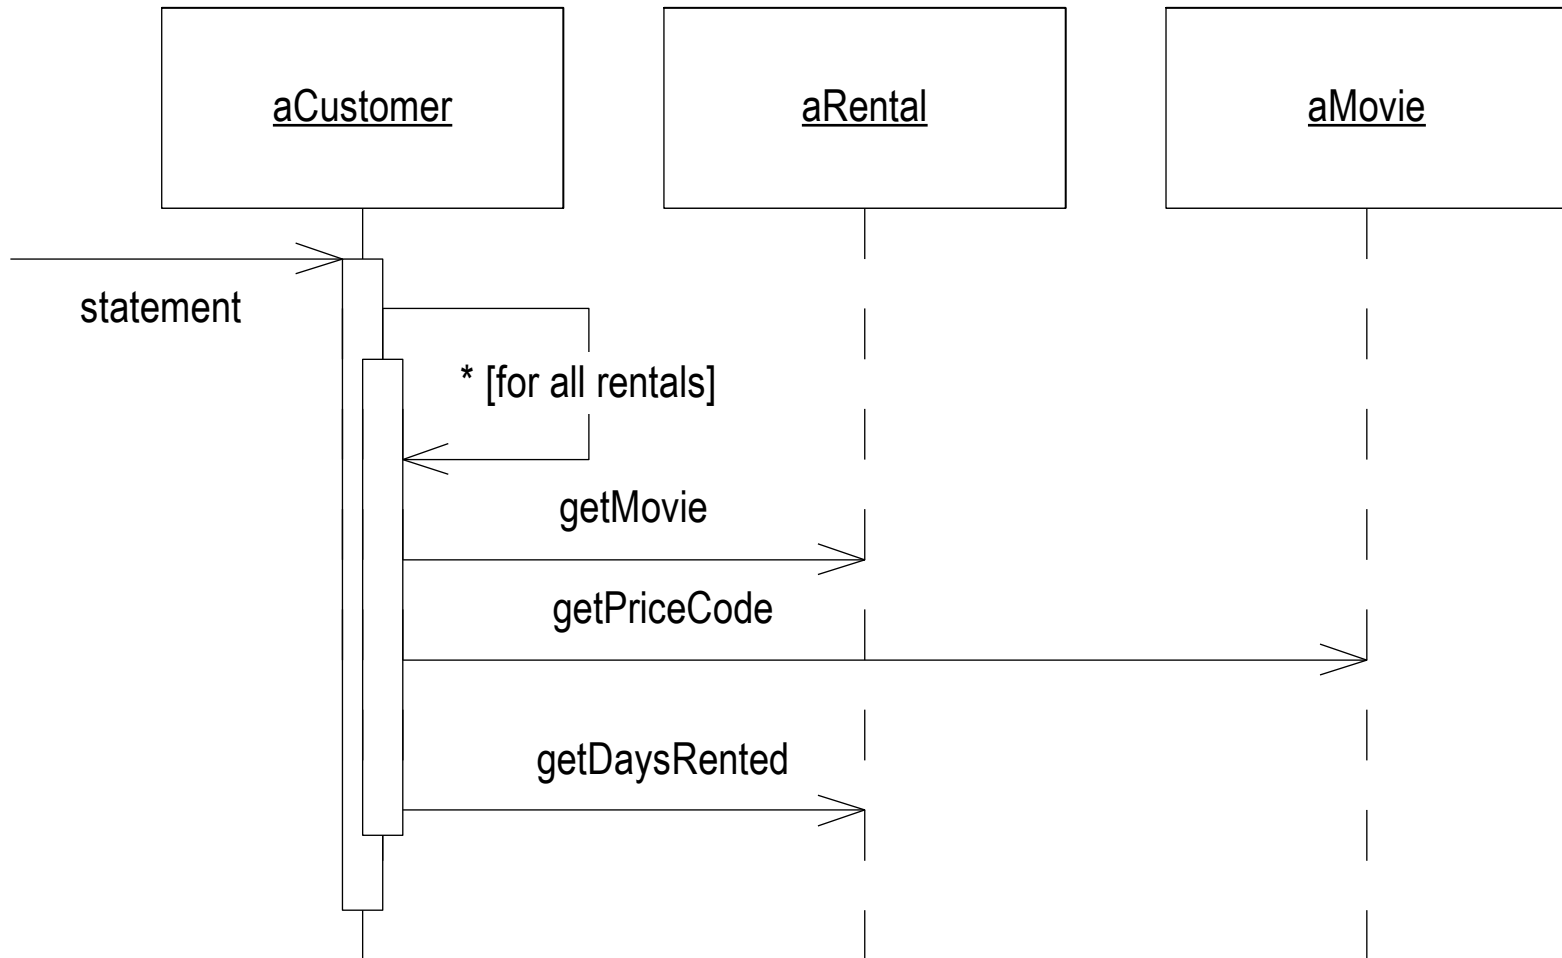 aCustomer
aRental
aMovie
statement
* [for all rentals]
getMovie
getPriceCode
getDaysRented